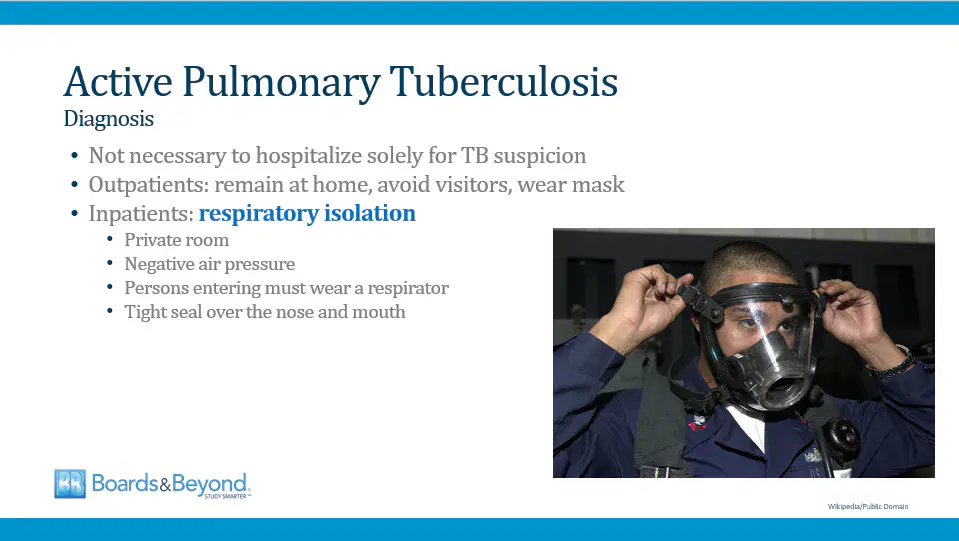 Active Pulmonary Tuberculosis
Diagnosis
• Not necessary to hospitalize solely for TB suspicion
• Outpatients: remain at home, avoid visitors, wear mask
• Inpatients: respiratory isolation
• Private room
• Negative air pressure
• Persons entering must wear a respirator
• Tight seal over the nose and mouth
BB Boards&Beyond.
STUDY SMARTER™
Wikipedia/Public Domain